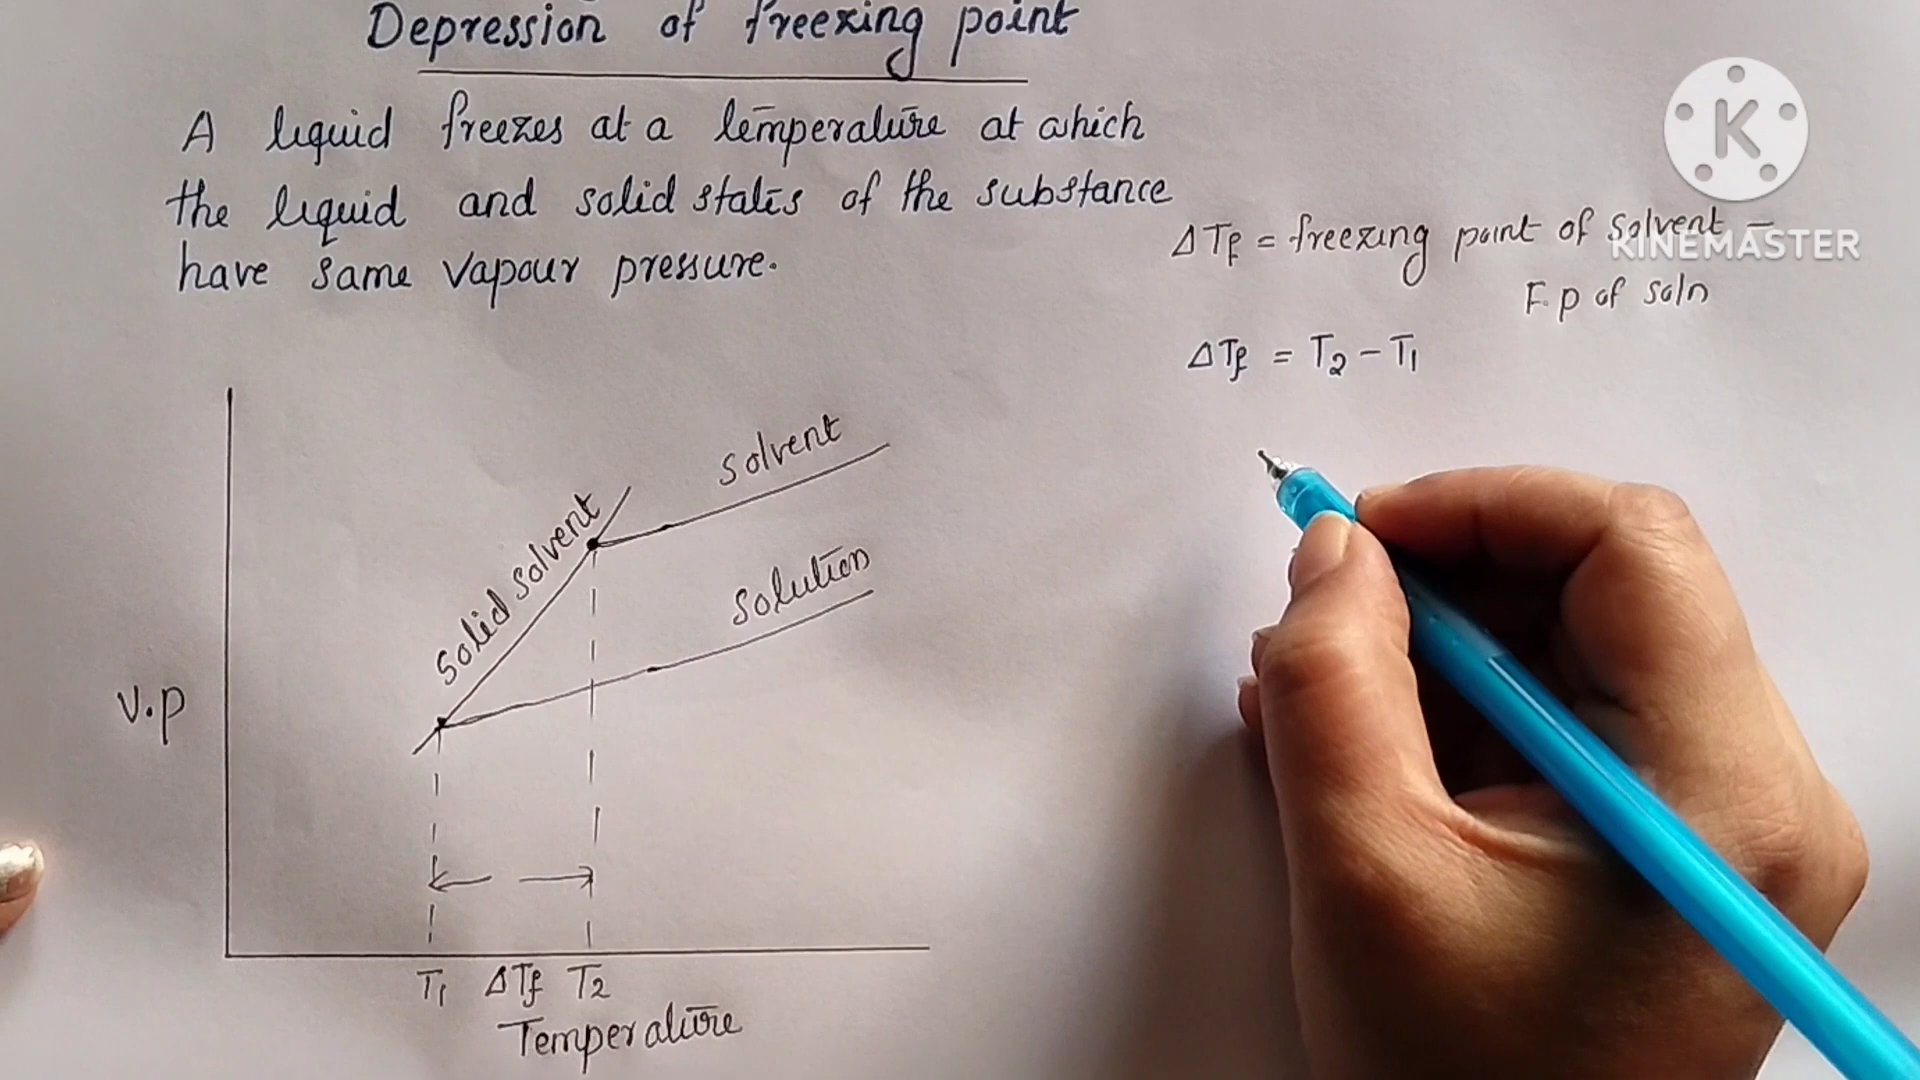 Depression of freezing point
A liquid freezes at a temperature at which
the liquid and solid states of the substance
have same vapour pressure.
K
KINEMASTER
ΔTf = freezing point of solvent -
F.p of soln
ΔTf = T2 - T1
solvent
solid solvent
solution
V.p
T1 ΔTf T2
Temperature